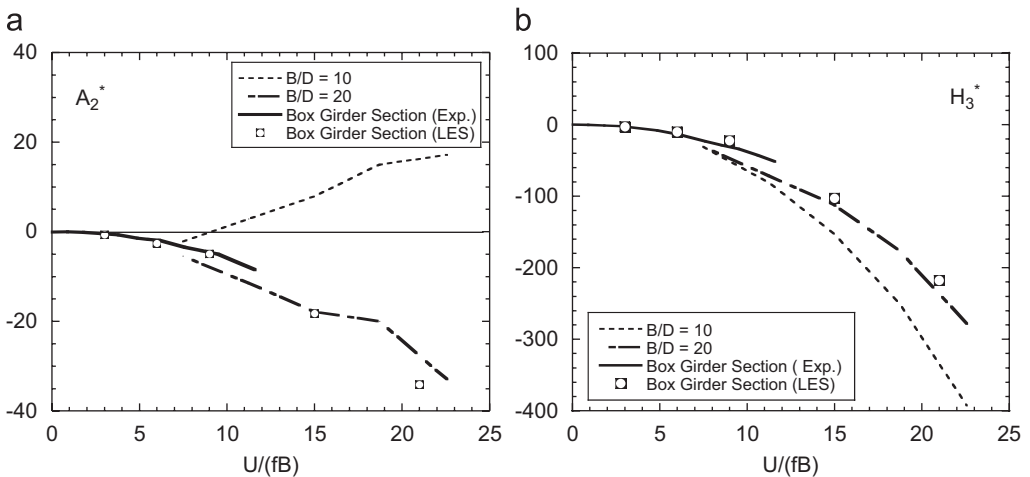 a
40
20
0
-20
-40
A2*
B/D = 10
B/D = 20
Box Girder Section (Exp.)
Box Girder Section (LES)
0 5 10 15 20 25
U/(fB)
b
100
0
-100
-200
-300
-400
H3*
B/D = 10
B/D = 20
Box Girder Section ( Exp.)
Box Girder Section (LES)
0 5 10 15 20 25
U/(fB)